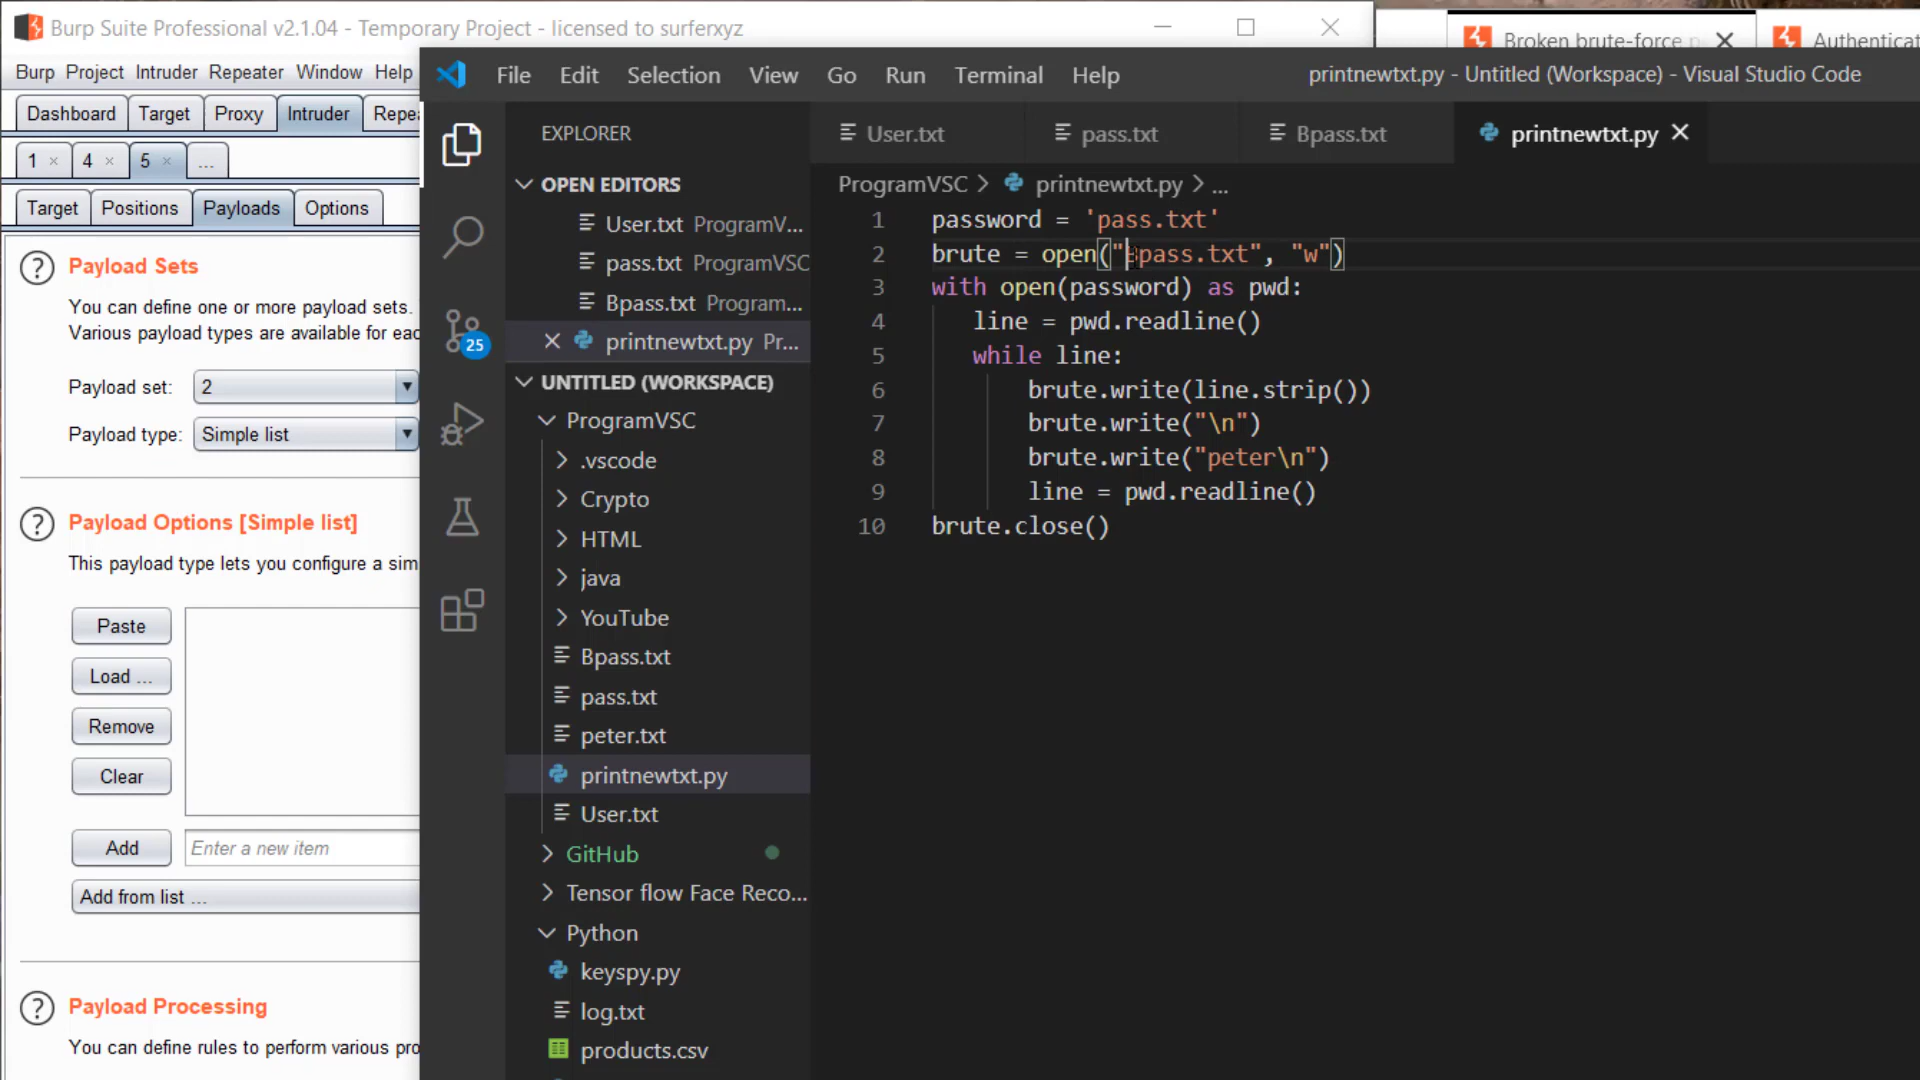 Burp Suite Professional v2.1.04 - Temporary Project - licensed to surferxyz
Burp Project Intruder Repeater Window Help
Dashboard Target Proxy Intruder Repea
1 × 4 × 5 × ...
Target Positions Payloads Options
? Payload Sets
You can define one or more payload sets.
Various payload types are available for eac
Payload set: 2
Payload type: Simple list
? Payload Options [Simple list]
This payload type lets you configure a sim
Paste
Load ...
Remove
Clear
Add Enter a new item
Add from list ...
? Payload Processing
You can define rules to perform various pro
Broken brute-force p
Authenticat
File Edit Selection View Go Run Terminal Help
printnewtxt.py - Untitled (Workspace) - Visual Studio Code
25
EXPLORER
OPEN EDITORS
User.txt ProgramV...
pass.txt ProgramVSC
Bpass.txt Program...
printnewtxt.py Pr...
UNTITLED (WORKSPACE)
ProgramVSC
.vscode
Crypto
HTML
java
YouTube
Bpass.txt
pass.txt
peter.txt
printnewtxt.py
User.txt
GitHub
Tensor flow Face Reco...
Python
keyspy.py
log.txt
products.csv
User.txt pass.txt Bpass.txt printnewtxt.py
ProgramVSC > printnewtxt.py > ...
1 password = 'pass.txt'
2 brute = open("Bpass.txt", "w")
3 with open(password) as pwd:
4 line = pwd.readline()
5 while line:
6 brute.write(line.strip())
7 brute.write("\n")
8 brute.write("peter\n")
9 line = pwd.readline()
10 brute.close()